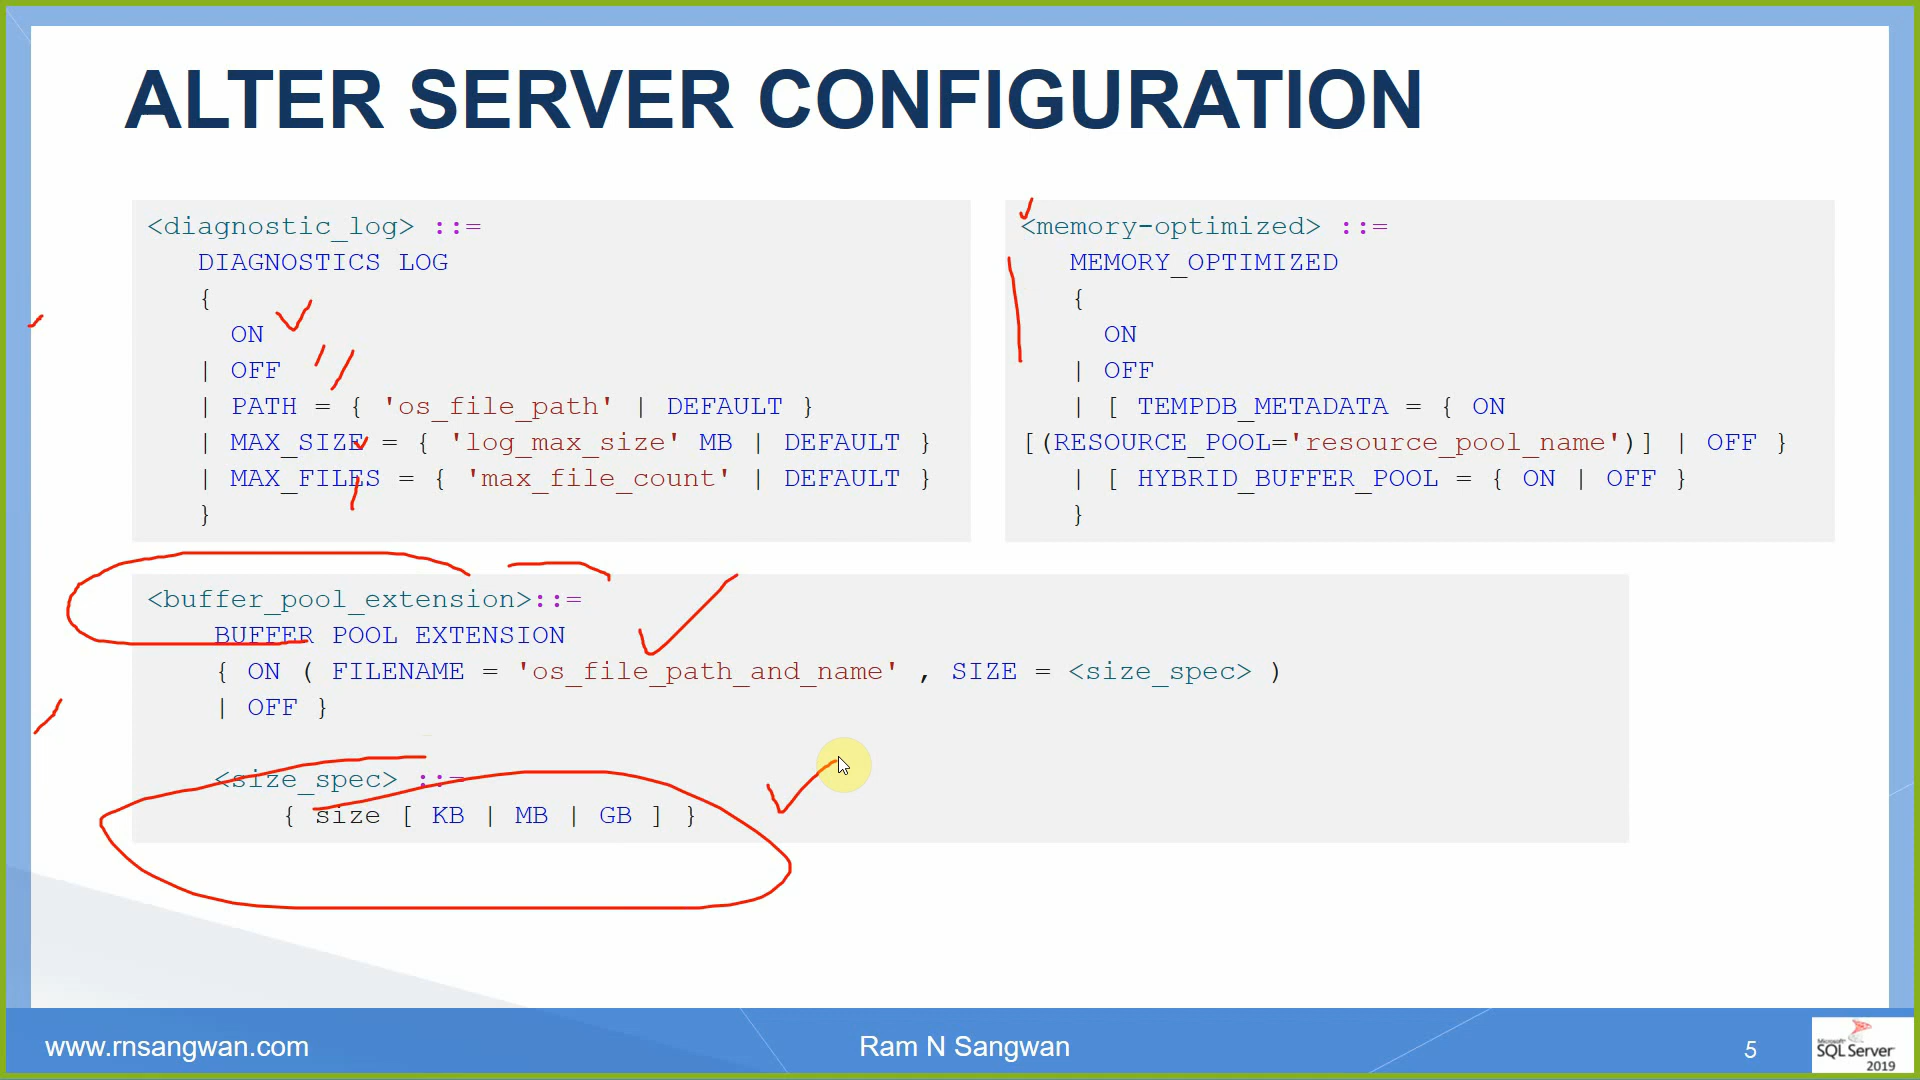 ALTER SERVER CONFIGURATION
<diagnostic_log> ::=
DIAGNOSTICS LOG
{
ON
| OFF
| PATH = { 'os_file_path' | DEFAULT }
| MAX_SIZE = { 'log_max_size' MB | DEFAULT }
| MAX_FILES = { 'max_file_count' | DEFAULT }
}
<memory-optimized> ::=
MEMORY_OPTIMIZED
{
ON
| OFF
| [ TEMPDB_METADATA = { ON
[(RESOURCE_POOL='resource_pool_name')] | OFF }
| [ HYBRID_BUFFER_POOL = { ON | OFF }
}
<buffer_pool_extension>::=
BUFFER POOL EXTENSION
{ ON ( FILENAME = 'os_file_path_and_name' , SIZE = <size_spec> )
| OFF }
<size_spec> ::=
{ size [ KB | MB | GB ] }
www.rnsangwan.com
Ram N Sangwan
5
Microsoft
SQL Server
2019